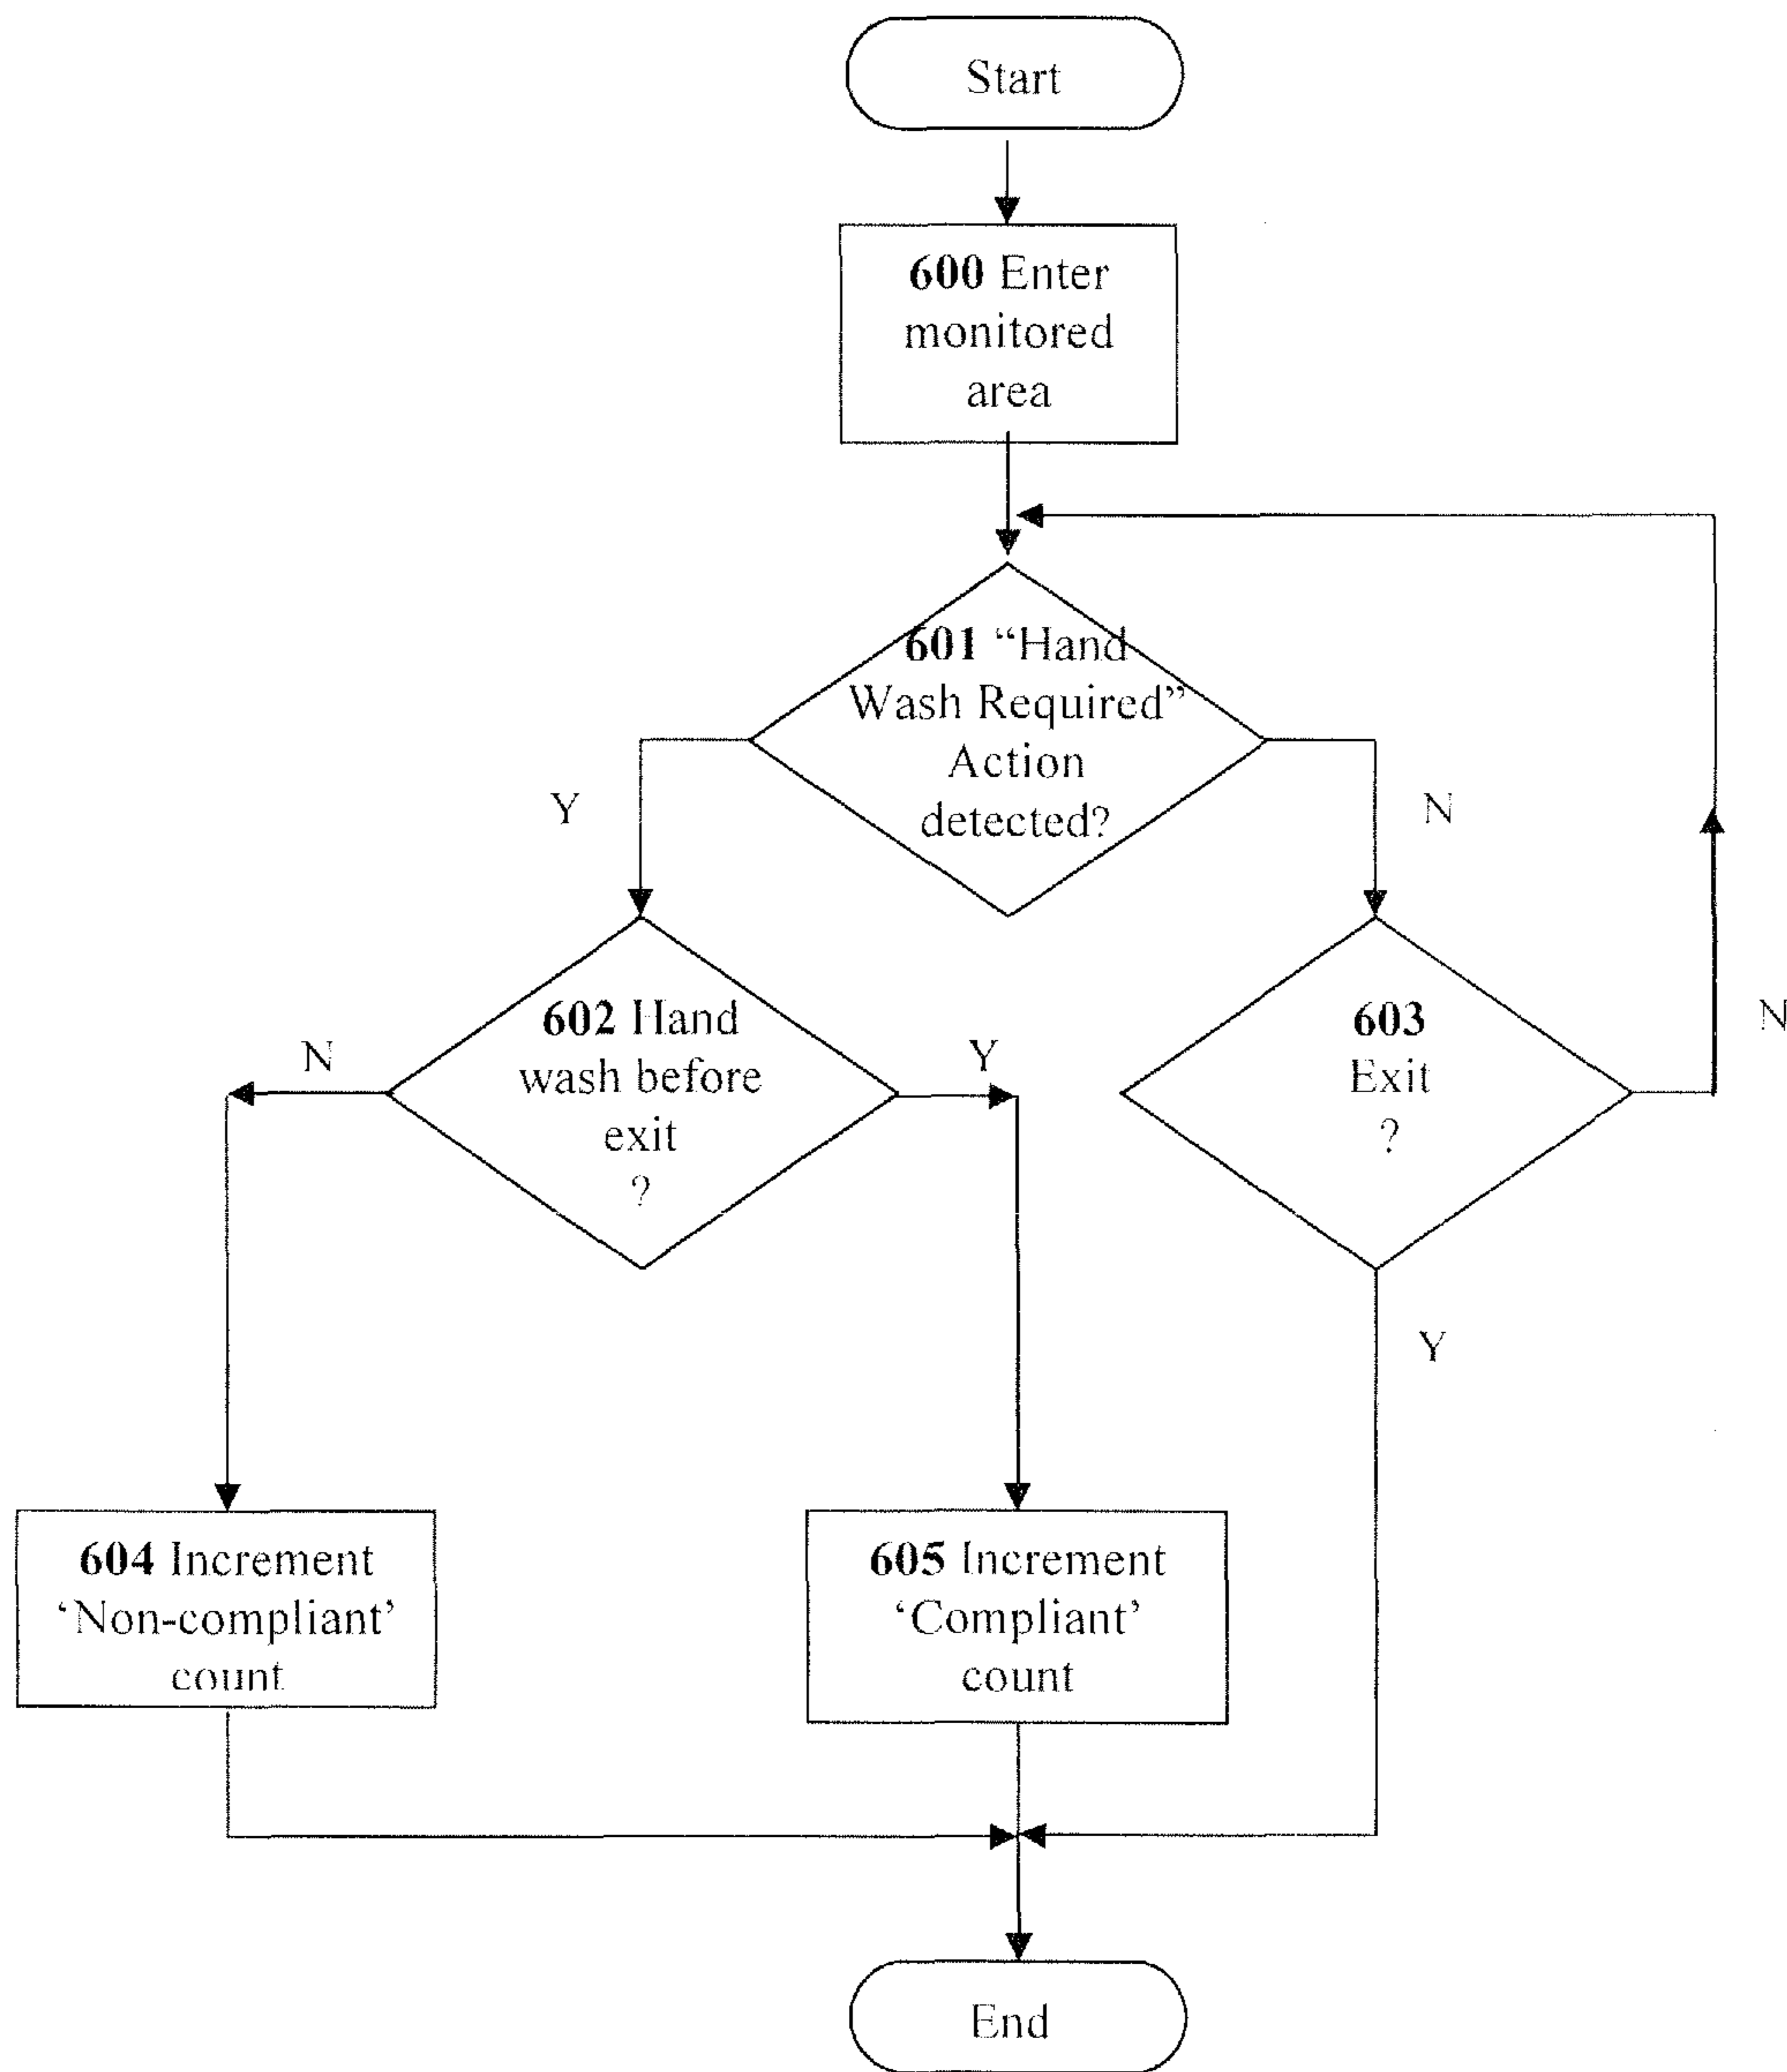 Start
600 Enter
monitored
area
601 “Hand
Wash Required”
Action
detected?
Y
N
602 Hand
wash before
exit
?
N
Y
603
Exit
?
N
Y
604 Increment
‘Non-compliant’
count
605 Increment
‘Compliant’
count
End